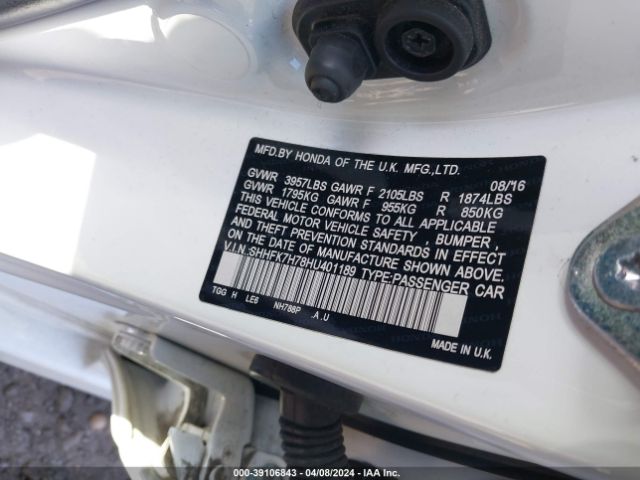 MFD.BY HONDA OF THE U.K. MFG.,LTD.
08/16
GVWR 3957LBS GAWR F 2105LBS R 1874LBS
GVWR 1795KG GAWR F 955KG R 850KG
THIS VEHICLE CONFORMS TO ALL APPLICABLE
FEDERAL MOTOR VEHICLE SAFETY , BUMPER ,
AND THEFT PREVENTION STANDARDS IN EFFECT
ON THE DATE OF MANUFACTURE SHOWN ABOVE.
V.I.N.:SHHFK7H78HU401189 TYPE:PASSENGER CAR
TGG H LE6 NH788P .A.U
MADE IN U.K.
000-39106843 - 04/08/2024 - IAA Inc.